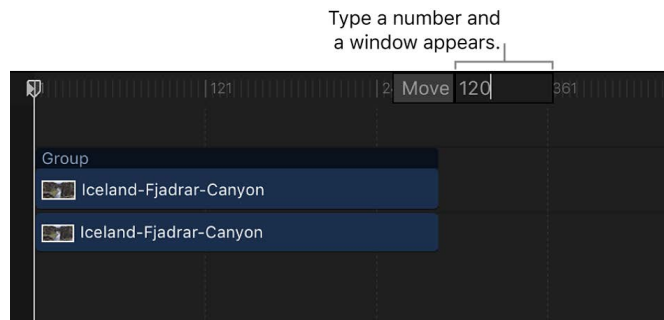 Type a number and
a window appears.
121
Move 120
361
Group
Iceland-Fjadrar-Canyon
Iceland-Fjadrar-Canyon